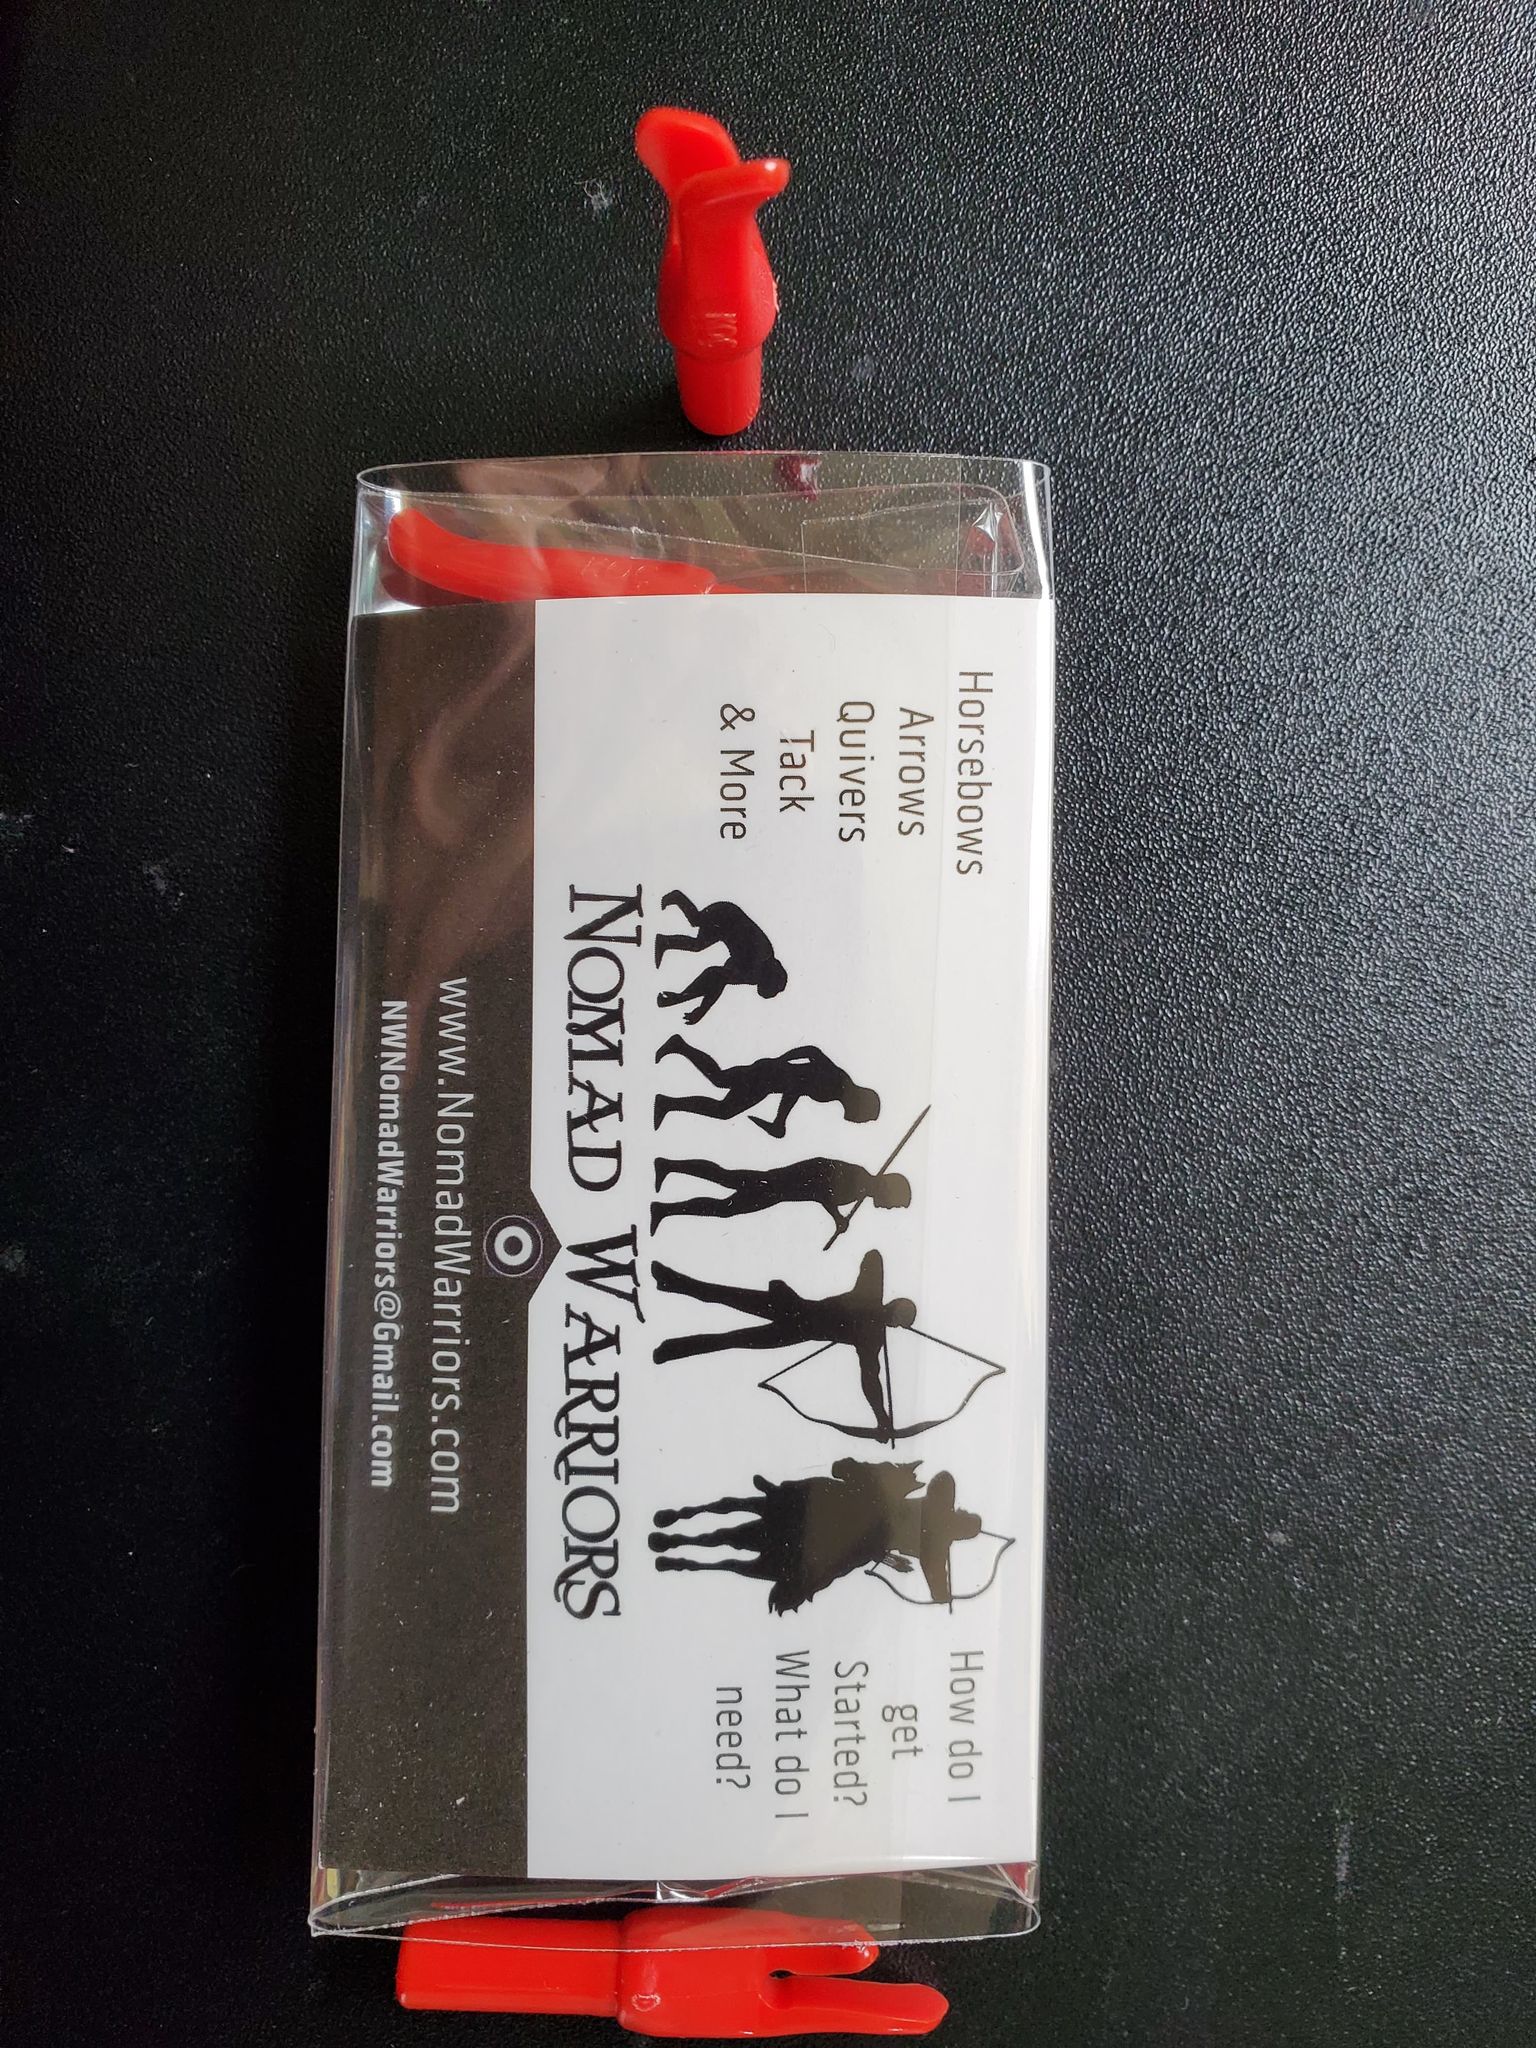 Horsebows
Arrows
Quivers
Tack
& More
How do I
get
Started?
What do I
need?
NOMAD WARRIORS
www.NomadWarriors.com
NWNomadWarriors@Gmail.com